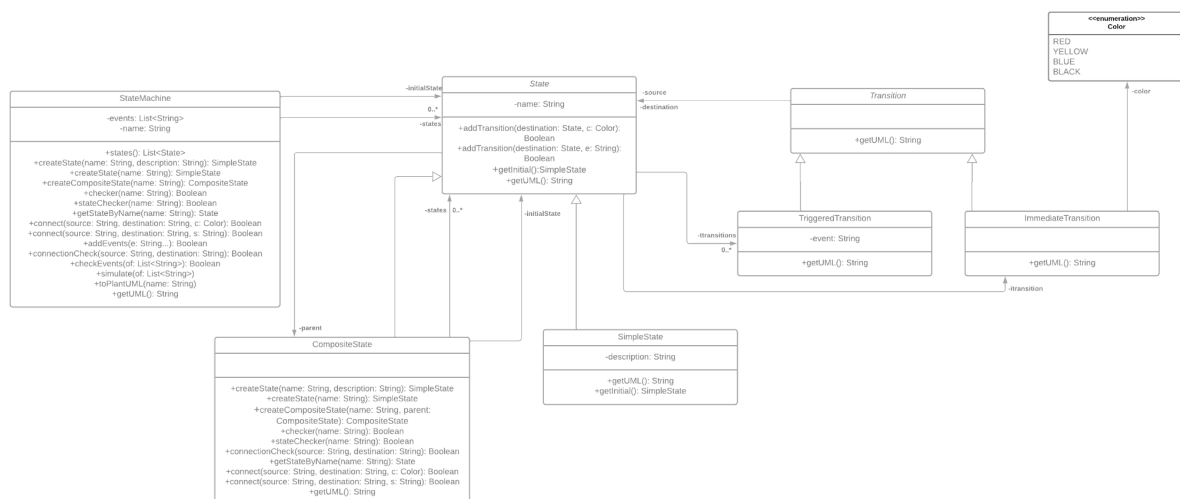 <<enumeration>>
Color
RED
YELLOW
BLUE
BLACK
StateMachine
-events: List<String>
-name: String
+states(): List<State>
+createState(name: String, description: String): SimpleState
+createState(name: String): SimpleState
+createCompositeState(name: String): CompositeState
+checker(name: String): Boolean
+stateChecker(name: String): Boolean
+getStateByName(name: String): State
+connect(source: String, destination: String, c: Color): Boolean
+connect(source: String, destination: String, s: String): Boolean
+addEvents(e: String...): Boolean
+connectionCheck(source: String, destination: String): Boolean
+checkEvents(of: List<String>): Boolean
+simulate(of: List<String>)
+toPlantUML(name: String)
+getUML(): String
-initialState
0..*
-states
State
-name: String
+addTransition(destination: State, c: Color):
Boolean
+addTransition(destination: State, e: String):
Boolean
+getInitial():SimpleState
+getUML(): String
-source
-destination
Transition
+getUML(): String
-color
-states
0..*
-initialState
-ttransitions
0..*
TriggeredTransition
-event: String
+getUML(): String
ImmediateTransition
+getUML(): String
-itransition
-parent
CompositeState
+createState(name: String, description: String): SimpleState
+createState(name: String): SimpleState
+createCompositeState(name: String, parent:
CompositeState): CompositeState
+checker(name: String): Boolean
+stateChecker(name: String): Boolean
+connectionCheck(source: String, destination: String): Boolean
+getStateByName(name: String): State
+connect(source: String, destination: String, c: Color): Boolean
+connect(source: String, destination: String, s: String): Boolean
+getUML(): String
SimpleState
-description: String
+getUML(): String
+getInitial(): SimpleState